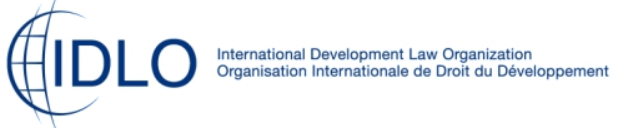 IDLO
International Development Law Organization
Organisation Internationale de Droit du Développement